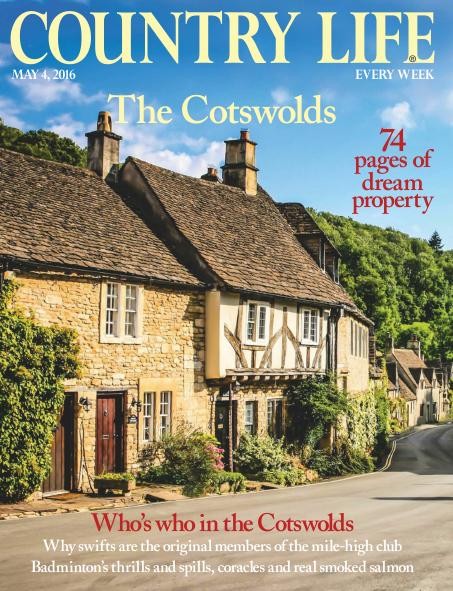 COUNTRY LIFE®
MAY 4, 2016 EVERY WEEK
The Cotswolds
74
pages of
dream
property
Who's who in the Cotswolds
Why swifts are the original members of the mile-high club
Badminton's thrills and spills, coracles and real smoked salmon